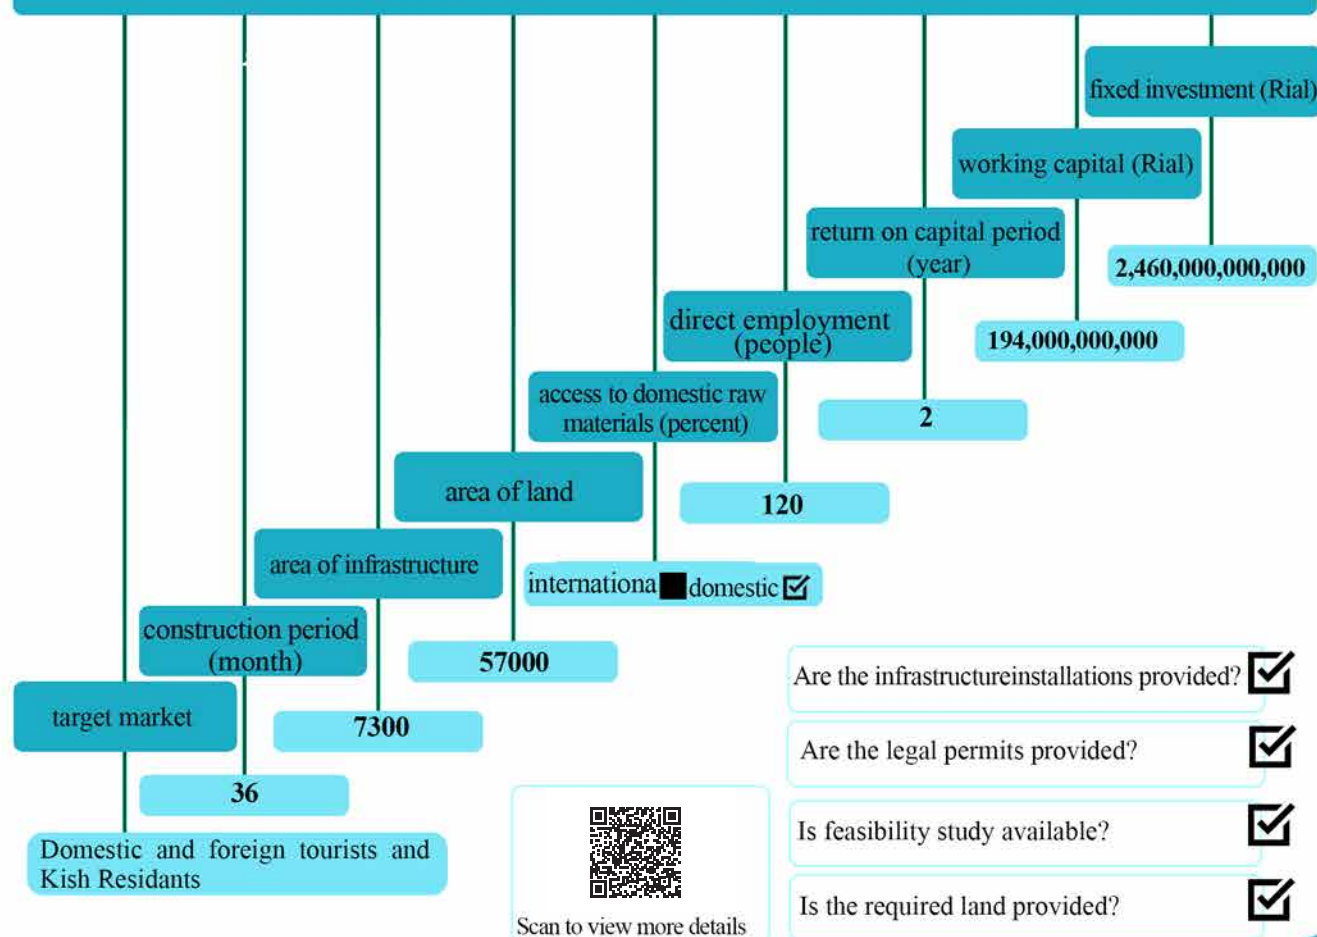 fixed investment (Rial)
2,460,000,000,000
working capital (Rial)
194,000,000,000
return on capital period
(year)
2
direct employment
(people)
120
access to domestic raw
materials (percent)
internationa domestic
area of land
57000
area of infrastructure
7300
construction period
(month)
36
target market
Domestic and foreign tourists and
Kish Residants
Are the infrastructureinstallations provided?
Are the legal permits provided?
Is feasibility study available?
Is the required land provided?
Scan to view more details